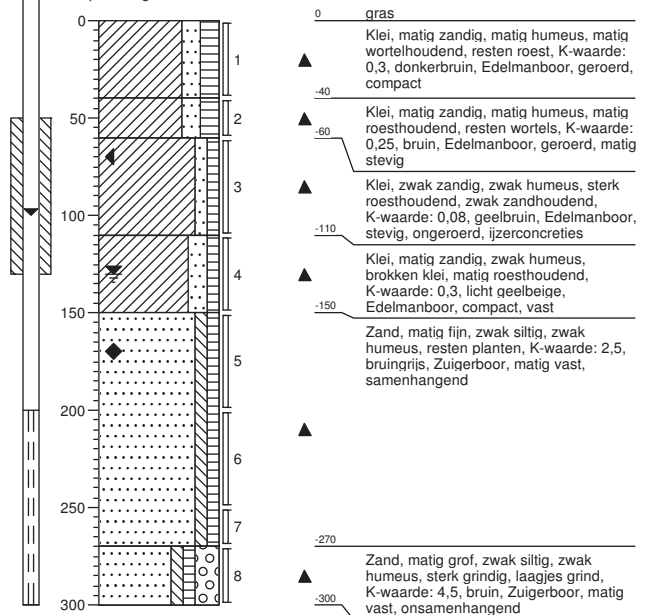 0
gras
Klei, matig zandig, matig humeus, matig
wortelhoudend, resten roest, K-waarde:
0,3, donkerbruin, Edelmanboor, geroerd,
compact
-40
Klei, matig zandig, matig humeus, matig
roesthoudend, resten wortels, K-waarde:
0,25, bruin, Edelmanboor, geroerd, matig
stevig
-60
Klei, zwak zandig, zwak humeus, sterk
roesthoudend, zwak zandhoudend,
K-waarde: 0,08, geelbruin, Edelmanboor,
stevig, ongeroerd, ijzerconcreties
-110
Klei, matig zandig, zwak humeus,
brokken klei, matig roesthoudend,
K-waarde: 0,3, licht geelbeige,
Edelmanboor, compact, vast
-150
Zand, matig fijn, zwak siltig, zwak
humeus, resten planten, K-waarde: 2,5,
bruingrijs, Zuigerboor, matig vast,
samenhangend
-270
Zand, matig grof, zwak siltig, zwak
humeus, sterk grindig, laagjes grind,
K-waarde: 4,5, bruin, Zuigerboor, matig
vast, onsamenhangend
-300
0
50
100
150
200
250
300
1
2
3
4
5
6
7
8